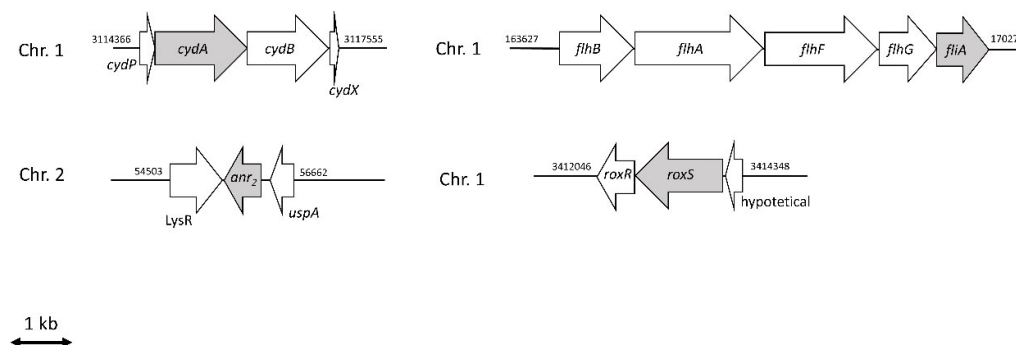 Chr. 1
3114366
cydP
cydA
cydB
cydX
3117555
Chr. 1
163627
flhB
flhA
flhF
flhG
fliA
17027
Chr. 2
54503
LysR
anr2
uspA
56662
Chr. 1
3412046
roxR
roxS
hypotetical
3414348
1 kb